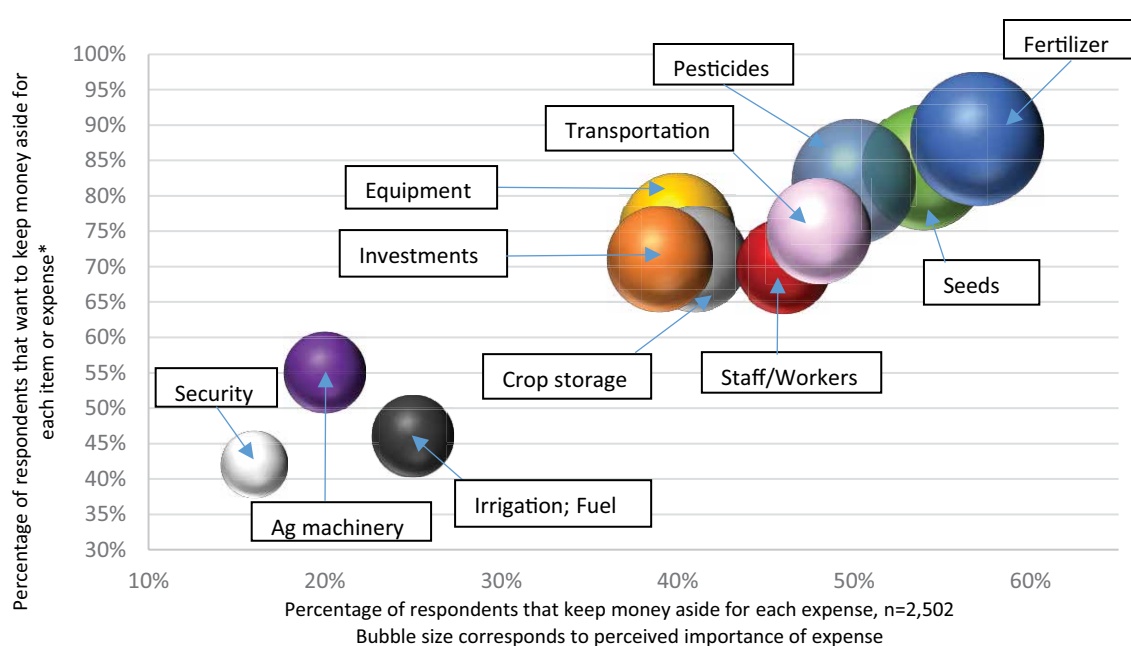 Percentage of respondents that want to keep money aside for
each item or expense*
100%
95%
90%
85%
80%
75%
70%
65%
60%
55%
50%
45%
40%
35%
30%
Fertilizer
Pesticides
Transportation
Equipment
Investments
Seeds
Crop storage
Staff/Workers
Security
Irrigation; Fuel
Ag machinery
10%
20%
30%
40%
50%
60%
Percentage of respondents that keep money aside for each expense, n=2,502
Bubble size corresponds to perceived importance of expense